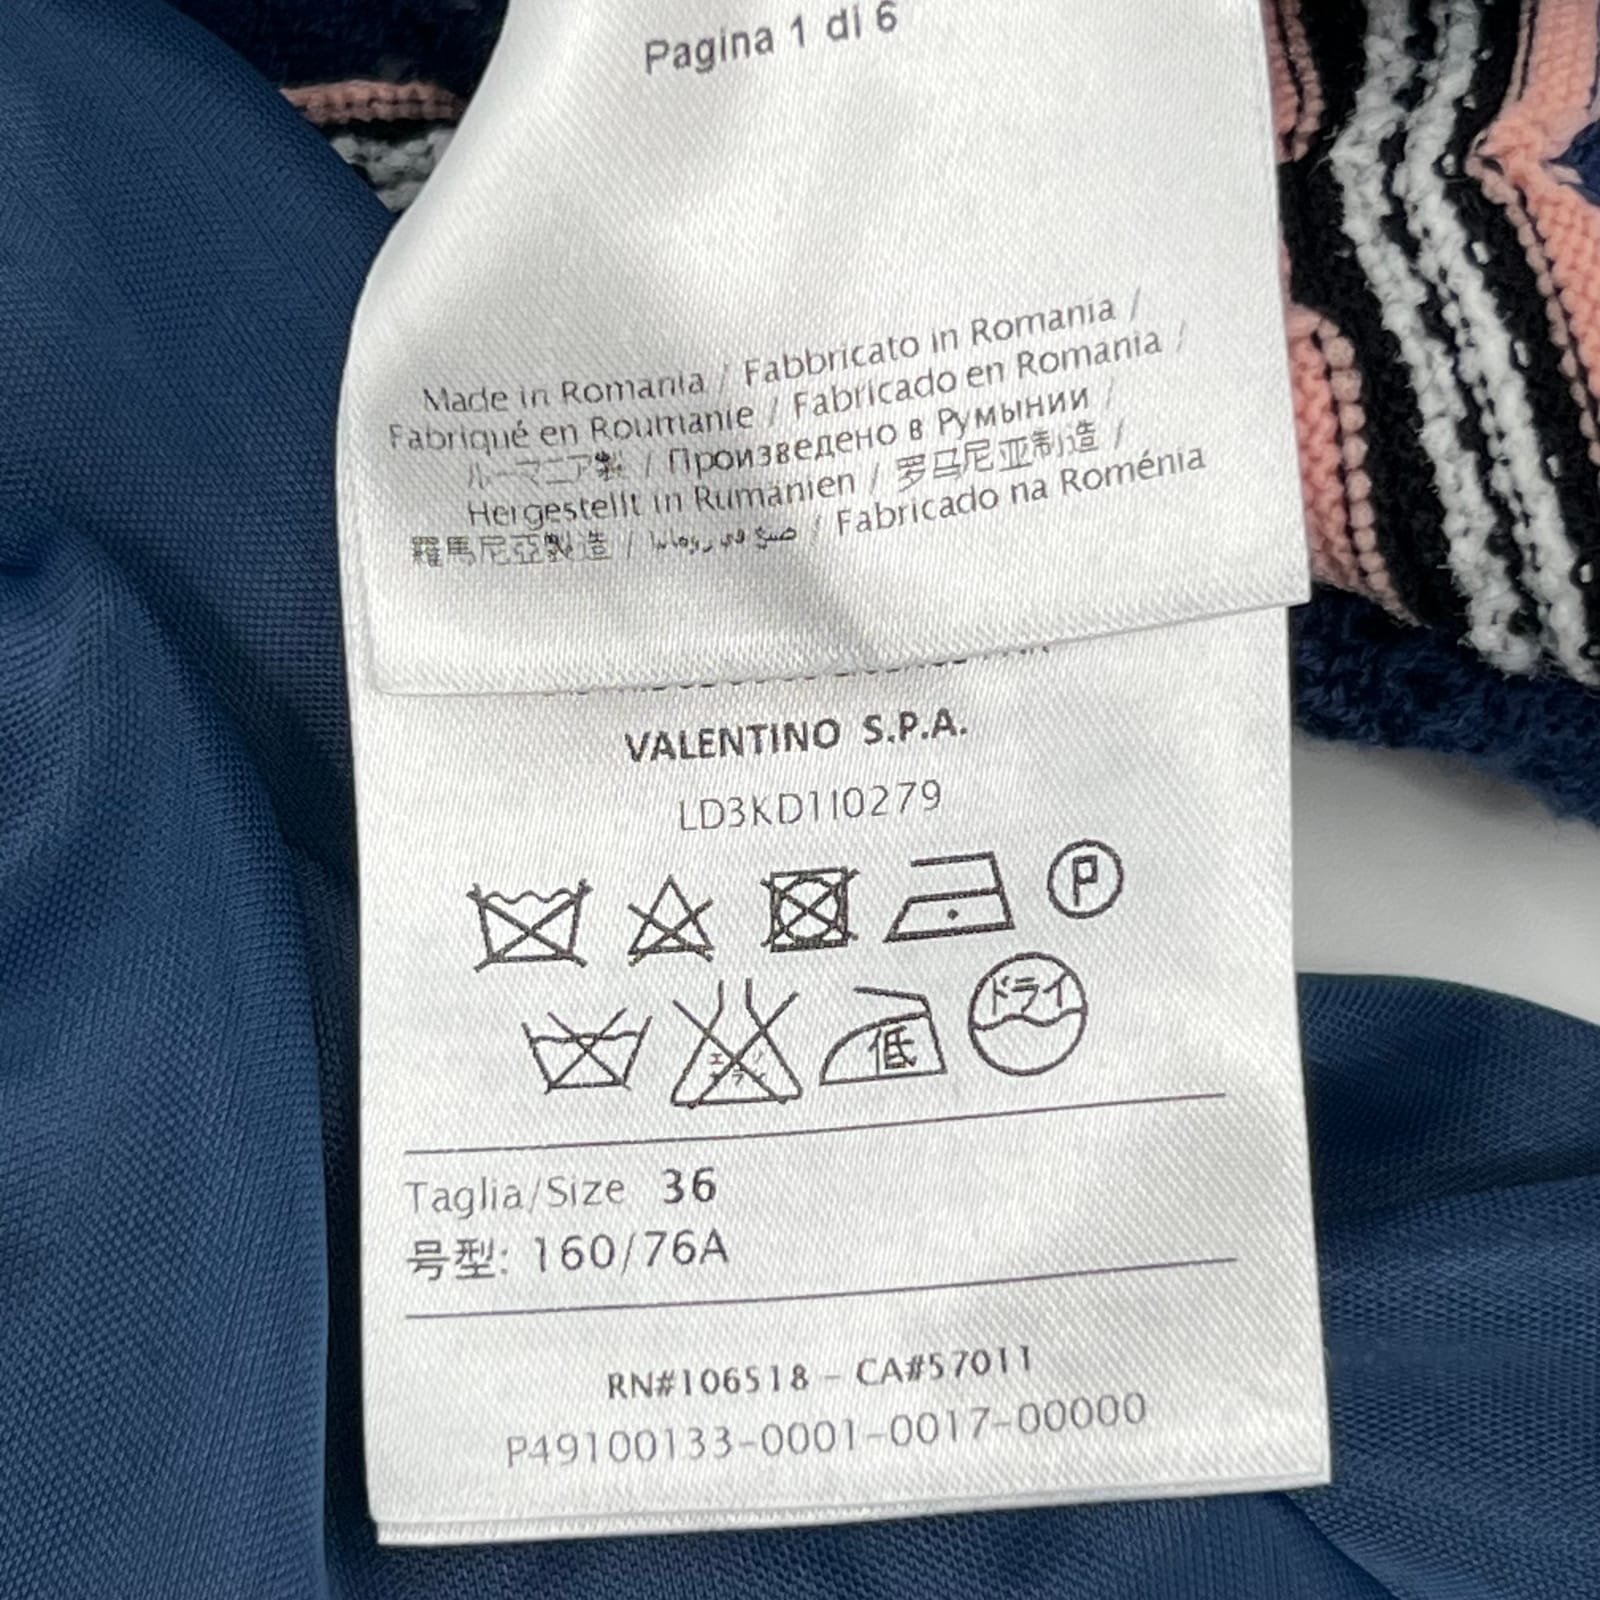 Pagina 1 di 6
Made in Romania / Fabbricato in Romania /
Fabriqué en Roumanie / Fabricado en Romania /
ルーマニア製 / Произведено в Румынии /
Hergestellt in Rumänien / 罗马尼亚制造 /
羅馬尼亞製造 / صنع في رومانيا / Fabricado na Roménia
VALENTINO S.P.A.
LD3KD110279
P
ドライ
低
Taglia/Size 36
号型: 160/76A
RN#106518 - CA#57011
P49100133-0001-0017-00000